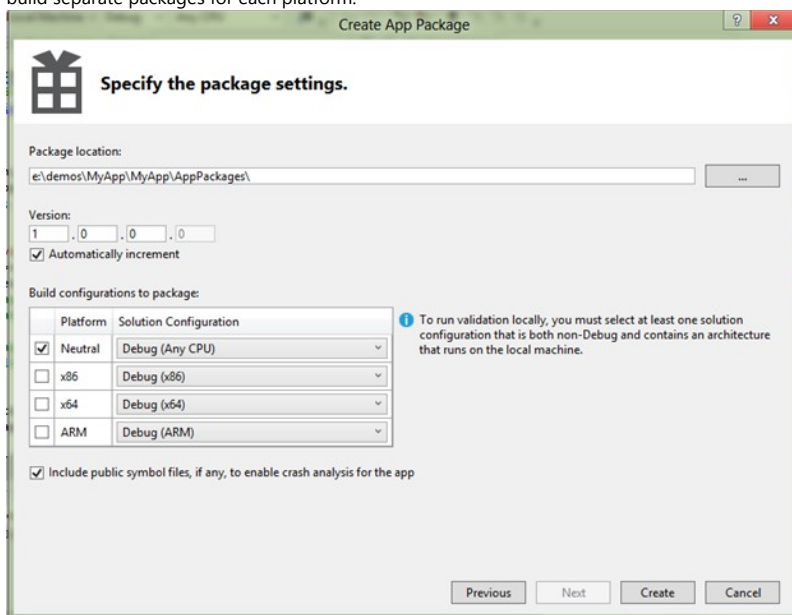 build separate packages for each platform.
Create App Package
?
x
Specify the package settings.
Package location:
e:\demos\MyApp\MyApp\AppPackages\
...
Version:
1 . 0 . 0 . 0
Automatically increment
Build configurations to package:
Platform Solution Configuration
Neutral Debug (Any CPU)
x86 Debug (x86)
x64 Debug (x64)
ARM Debug (ARM)
To run validation locally, you must select at least one solution
configuration that is both non-Debug and contains an architecture
that runs on the local machine.
Include public symbol files, if any, to enable crash analysis for the app
Previous Next Create Cancel